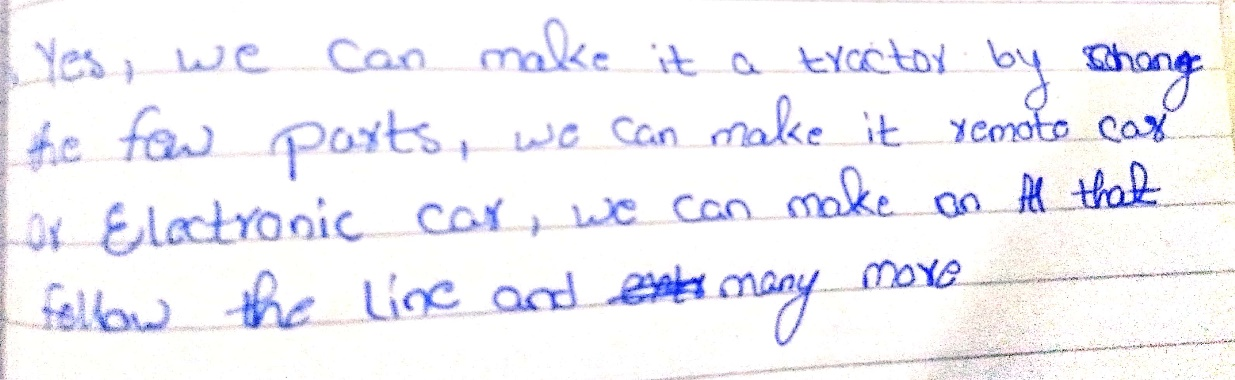 Yes, we can make it a tractor by chang
the few parts, we can make it remote car
or Electronic car, we can make an AI that
follow the line and many more